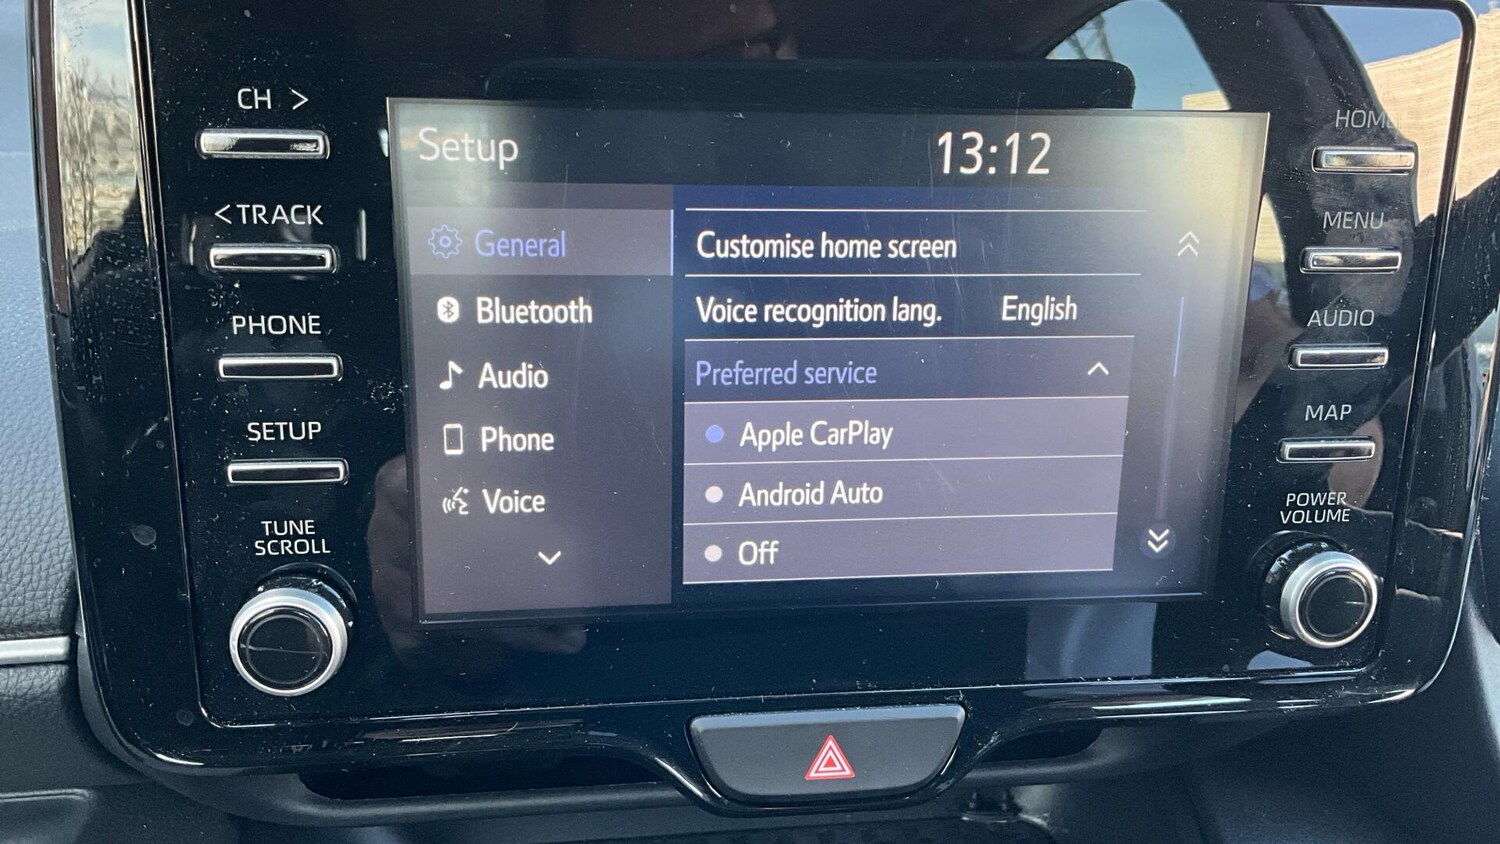 CH >
< TRACK
PHONE
SETUP
TUNE
SCROLL
Setup
13:12
General
Bluetooth
Audio
Phone
Voice
Customise home screen
Voice recognition lang. English
Preferred service
Apple CarPlay
Android Auto
Off
HOME
MENU
AUDIO
MAP
POWER
VOLUME